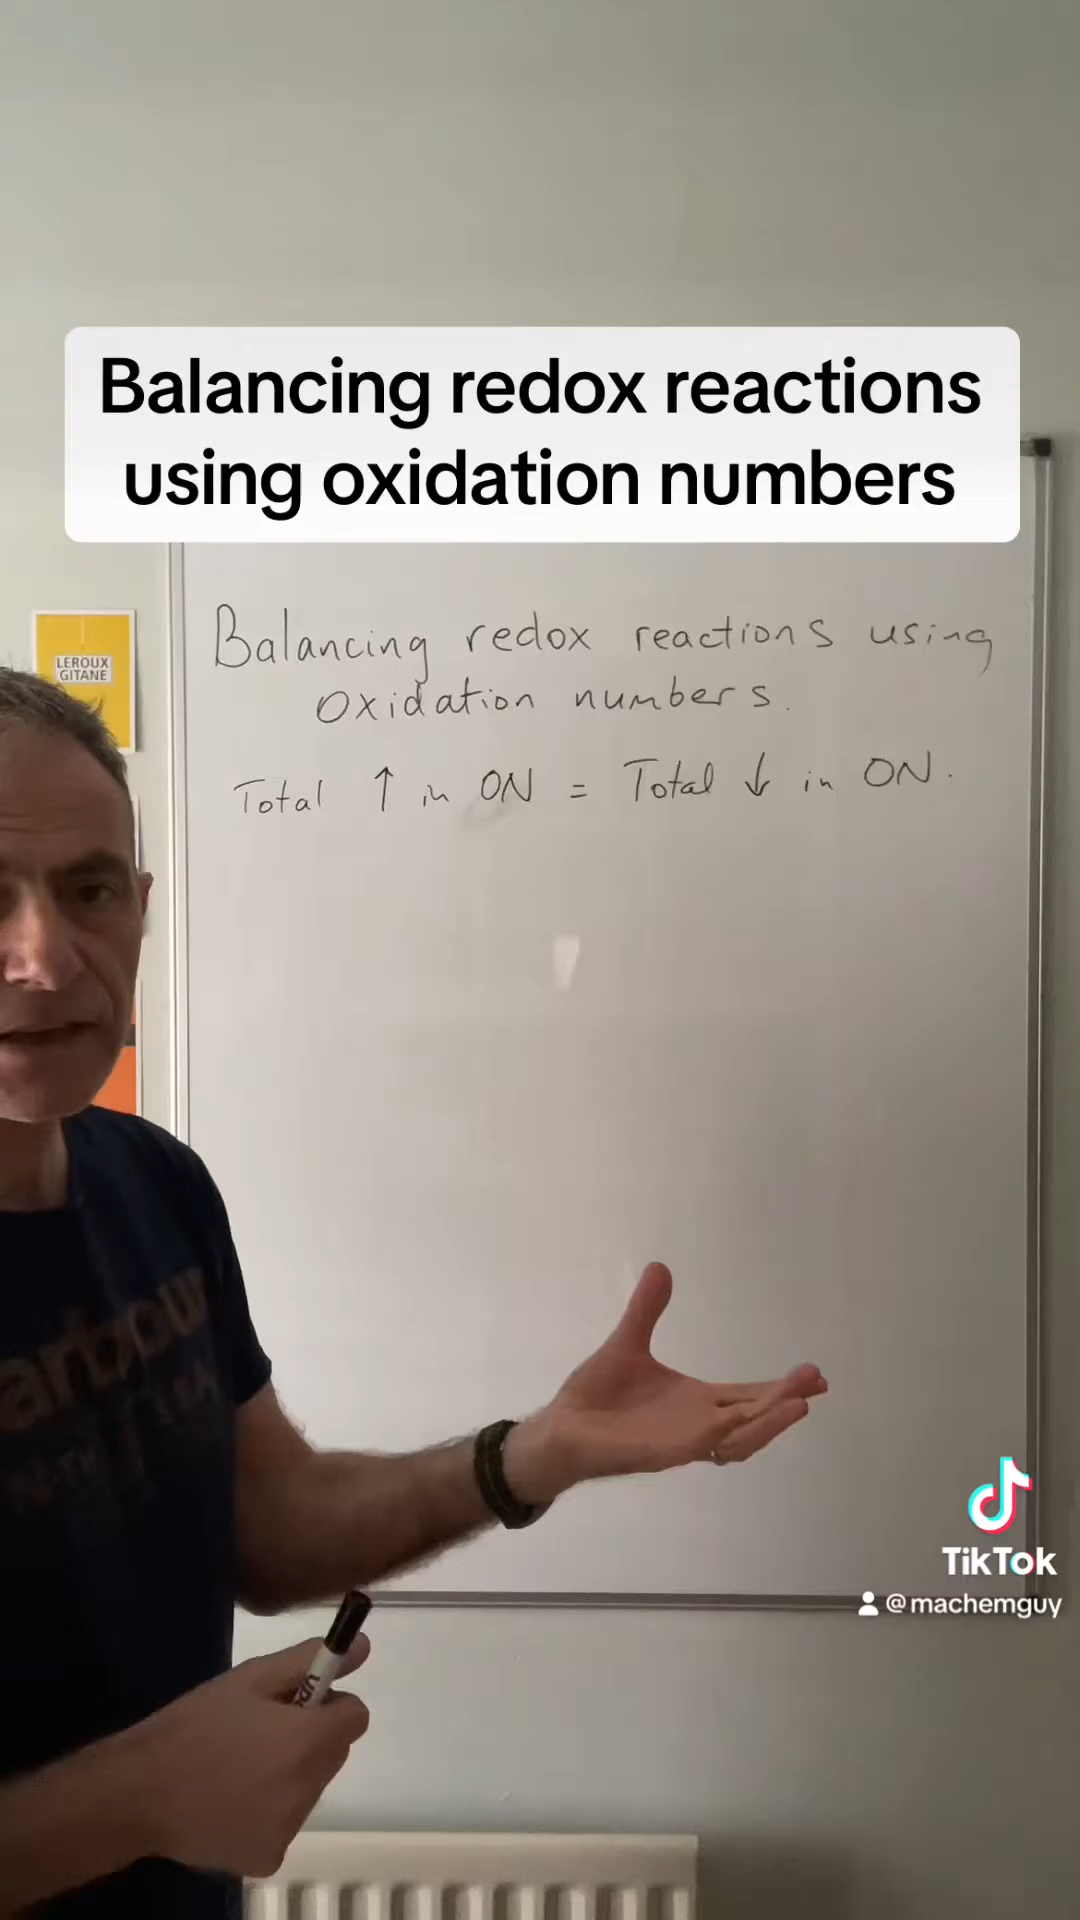 Balancing redox reactions
using oxidation numbers
Balancing redox reactions using
oxidation numbers.
Total ↑ in ON = Total ↓ in ON.
LEROUX
GITANE
arbour
TikTok
@machemguy